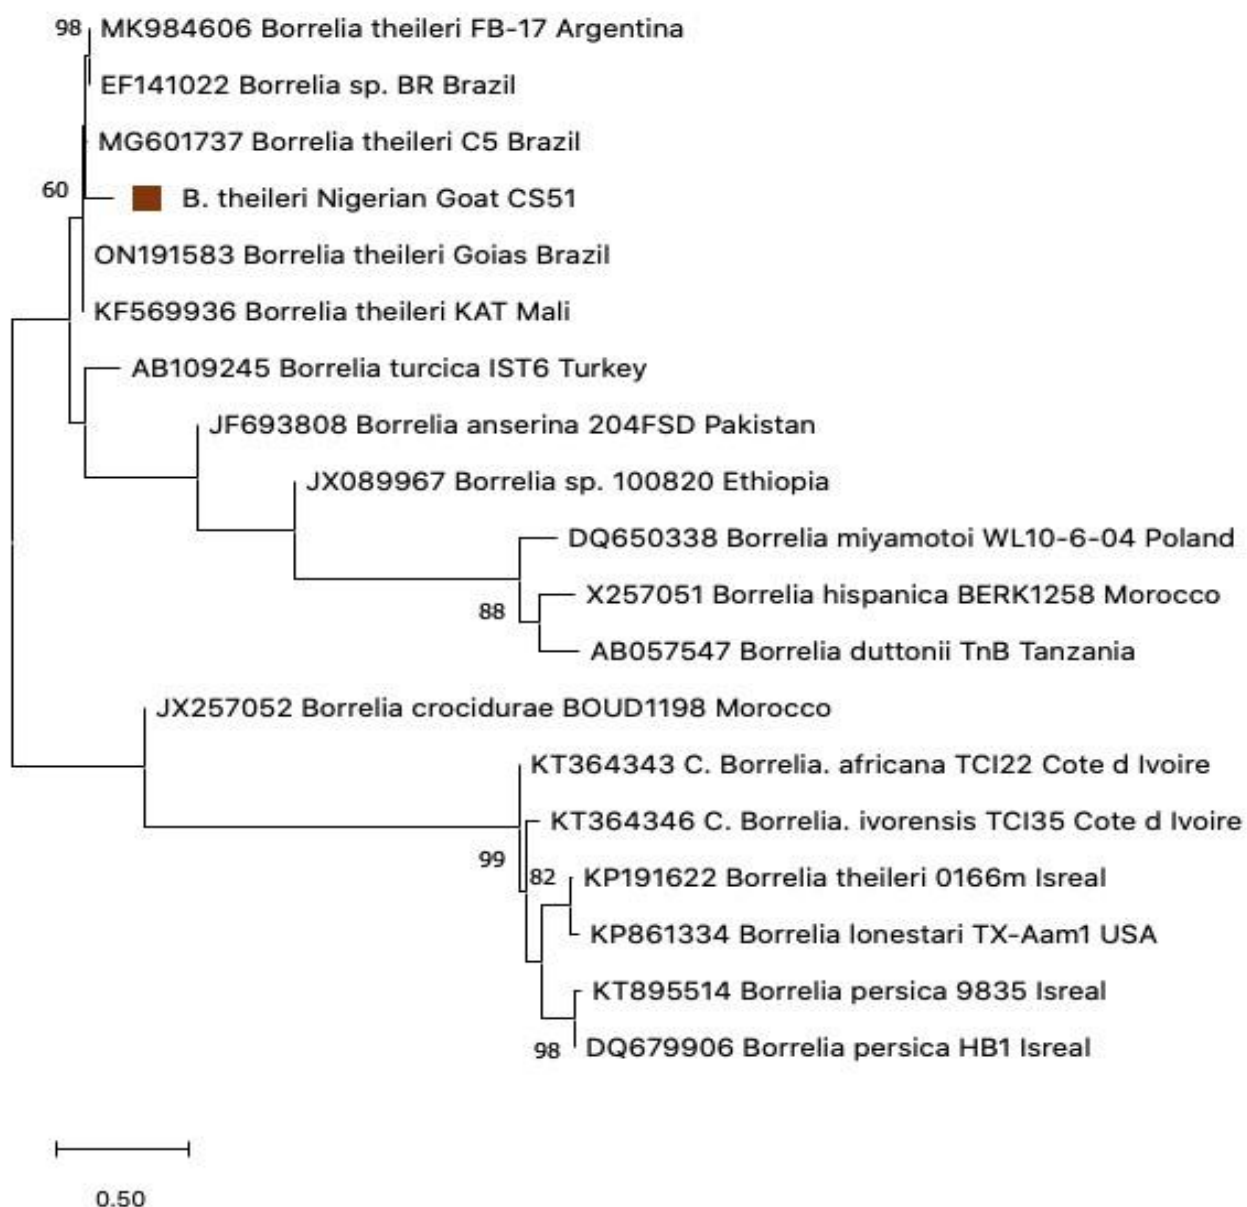 98 MK984606 Borrelia theileri FB-17 Argentina
EF141022 Borrelia sp. BR Brazil
MG601737 Borrelia theileri C5 Brazil
60
B. theileri Nigerian Goat CS51
ON191583 Borrelia theileri Goias Brazil
KF569936 Borrelia theileri KAT Mali
AB109245 Borrelia turcica IST6 Turkey
JF693808 Borrelia anserina 204FSD Pakistan
JX089967 Borrelia sp. 100820 Ethiopia
DQ650338 Borrelia miyamotoi WL10-6-04 Poland
X257051 Borrelia hispanica BERK1258 Morocco
88
AB057547 Borrelia duttonii TnB Tanzania
JX257052 Borrelia crocidurae BOUD1198 Morocco
KT364343 C. Borrelia. africana TCI22 Cote d Ivoire
KT364346 C. Borrelia. ivorensis TCI35 Cote d Ivoire
99
82 KP191622 Borrelia theileri 0166m Isreal
KP861334 Borrelia lonestari TX-Aam1 USA
KT895514 Borrelia persica 9835 Isreal
98 DQ679906 Borrelia persica HB1 Isreal
0.50